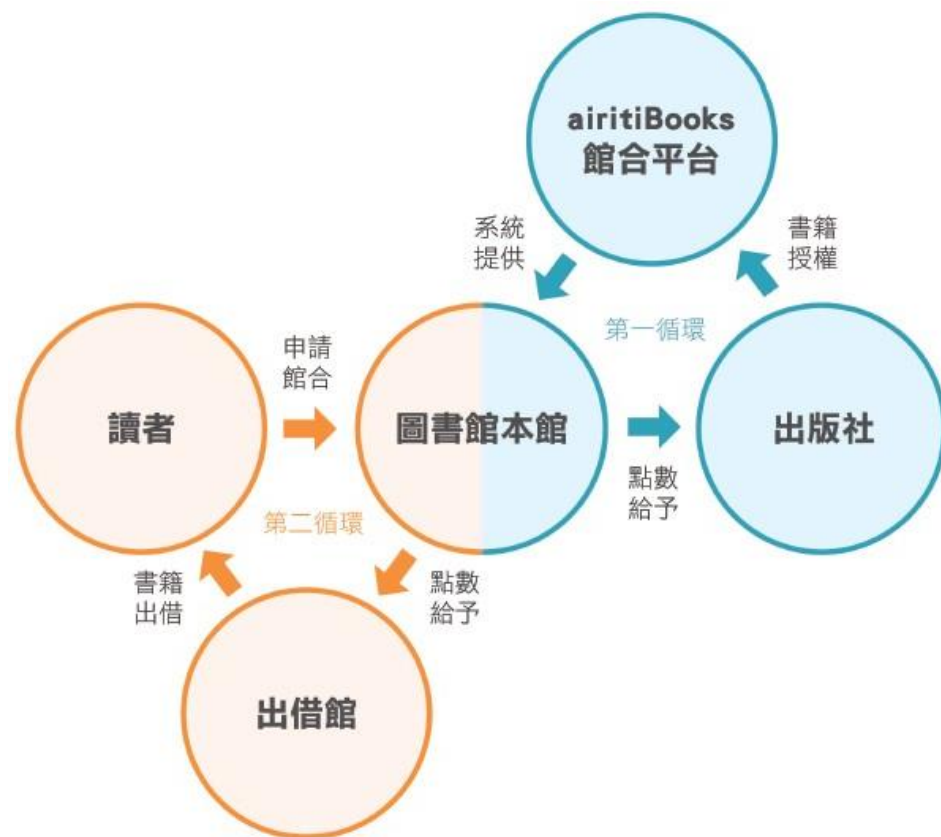 airitiBooks
館合平台
系統
提供
書籍
授權
第一循環
申請
館合
讀者
圖書館本館
出版社
點數
給予
第二循環
書籍
出借
點數
給予
出借館